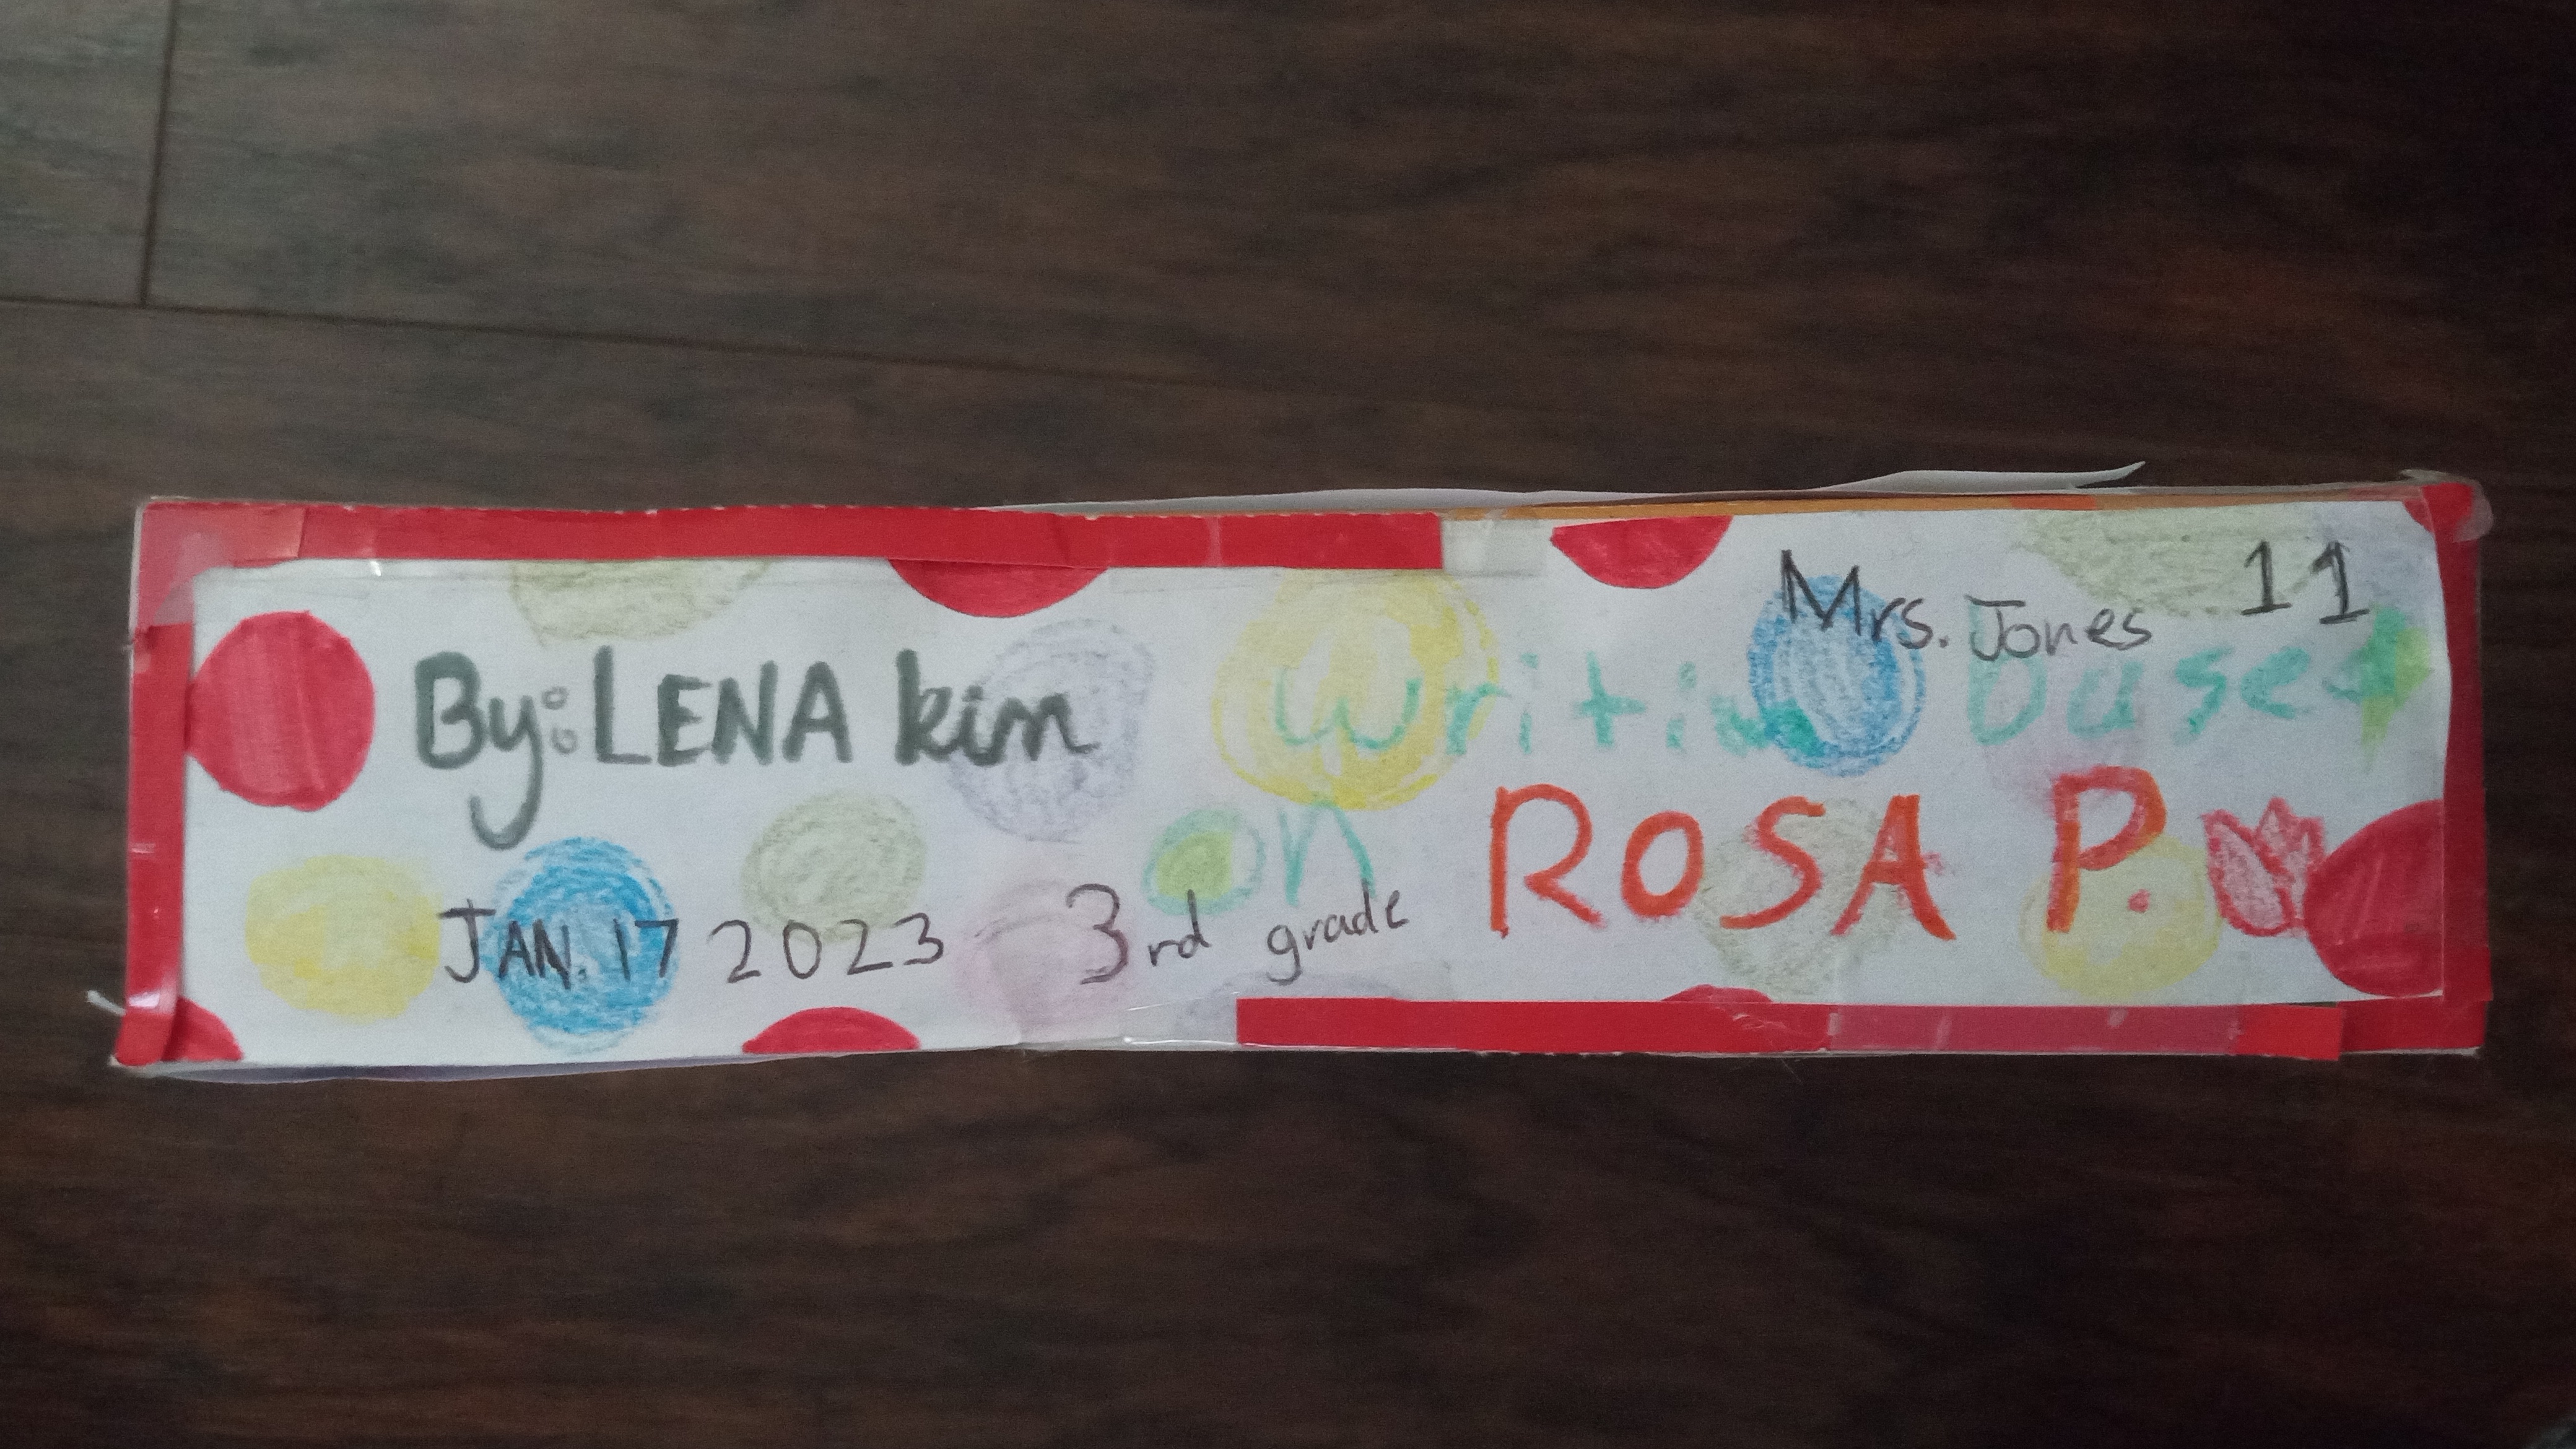 Mrs. Jones 11
By: LENA kim
writing based
on ROSA P.
JAN. 17 2023 3rd grade